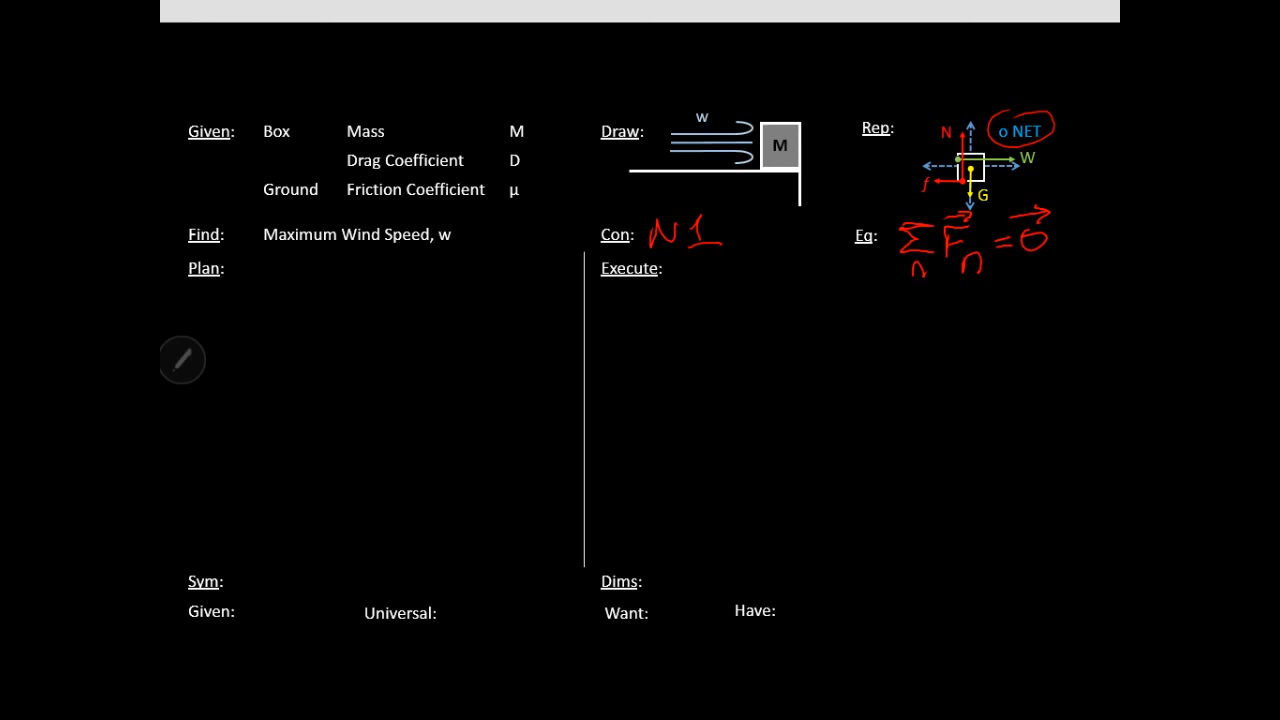 Given: Box Mass M
Drag Coefficient D
Ground Friction Coefficient μ
Draw: w
M
Rep: N o NET
W
f
G
Find: Maximum Wind Speed, w
Con: N1
Eq: Σ n F⃗ n = 0⃗
Plan:
Execute:
Sym:
Dims:
Given: Universal:
Want: Have: